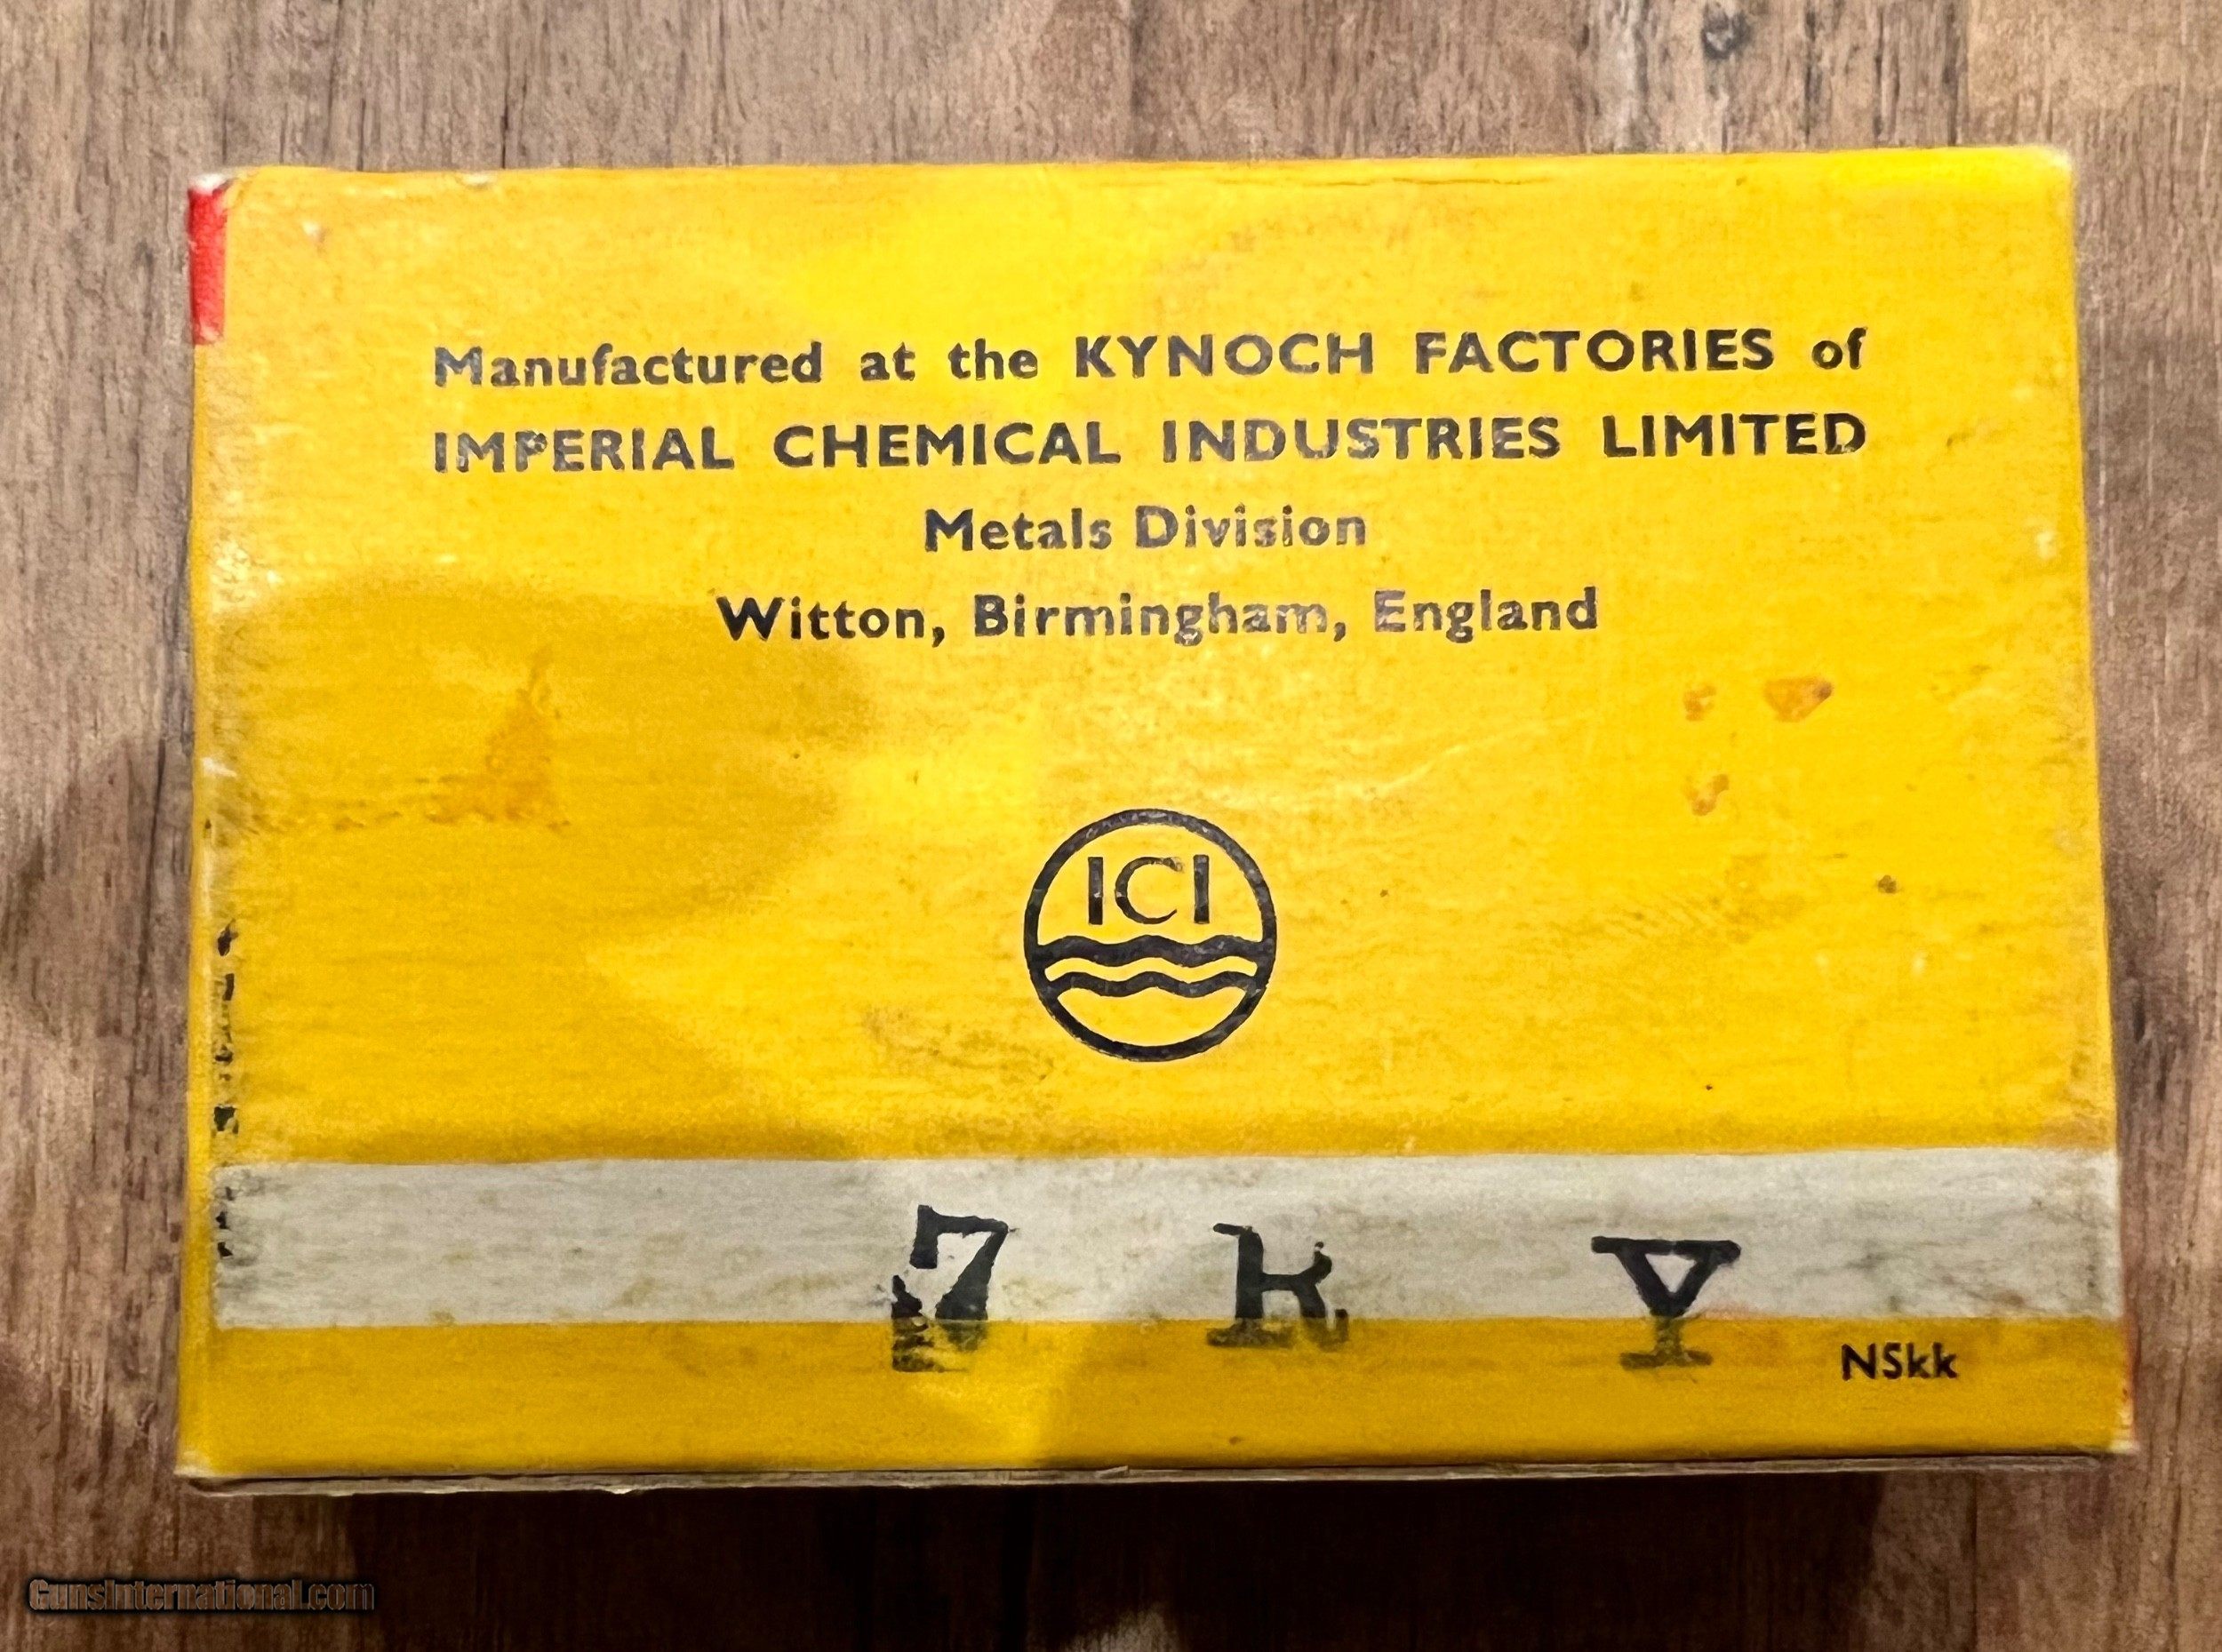 Manufactured at the KYNOCH FACTORIES of
IMPERIAL CHEMICAL INDUSTRIES LIMITED
Metals Division
Witton, Birmingham, England
ICI
7 k Y
N5kk
GunsInternational.com